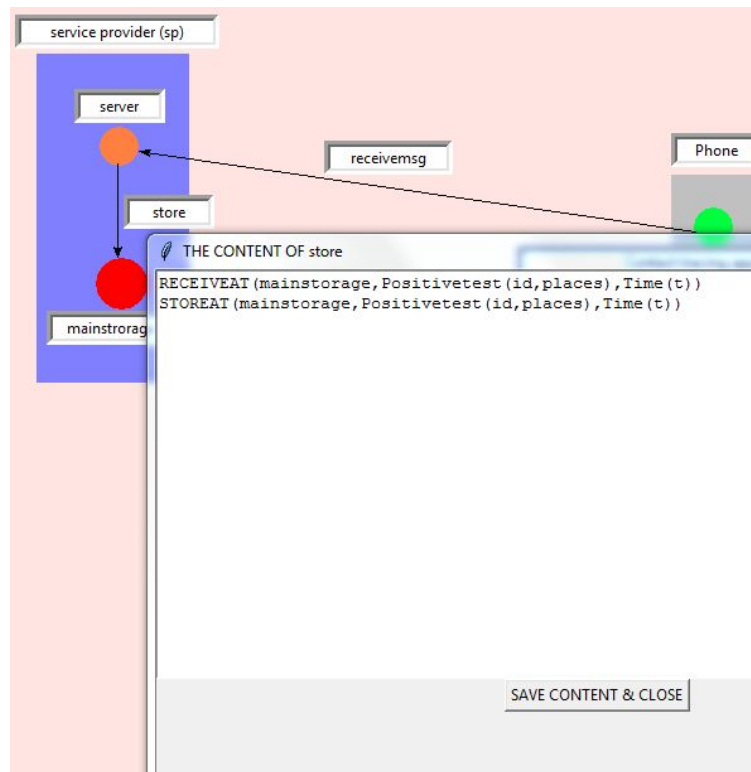 service provider (sp)
server
receivemsg
Phone
store
THE CONTENT OF store
RECEIVEAT(mainstorage,Positivetest(id,places),Time(t))
STOREAT(mainstorage,Positivetest(id,places),Time(t))
mainstrorag
SAVE CONTENT & CLOSE